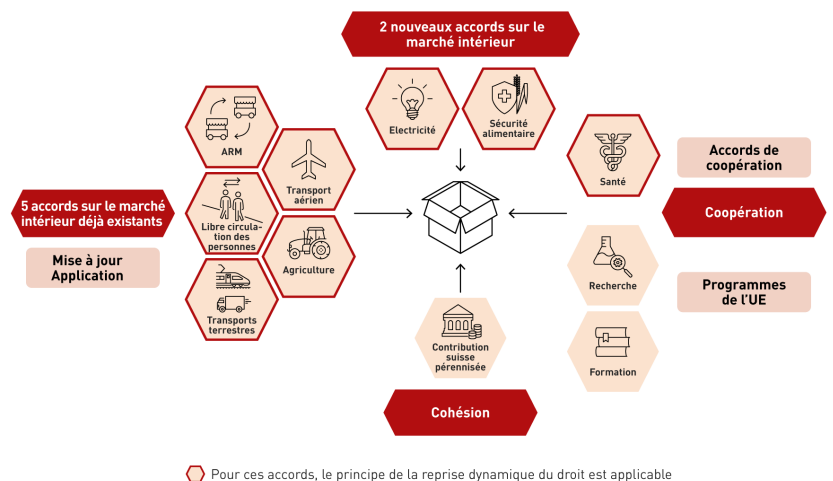 2 nouveaux accords sur le
marché intérieur
Electricité
Sécurité
alimentaire
ARM
Transport
aérien
5 accords sur le marché
intérieur déjà existants
Libre circula-
tion des
personnes
Mise à jour
Application
Agriculture
Transports
terrestres
Santé
Accords de
coopération
Coopération
Recherche
Programmes
de l’UE
Formation
Contribution
suisse
pérennisée
Cohésion
Pour ces accords, le principe de la reprise dynamique du droit est applicable